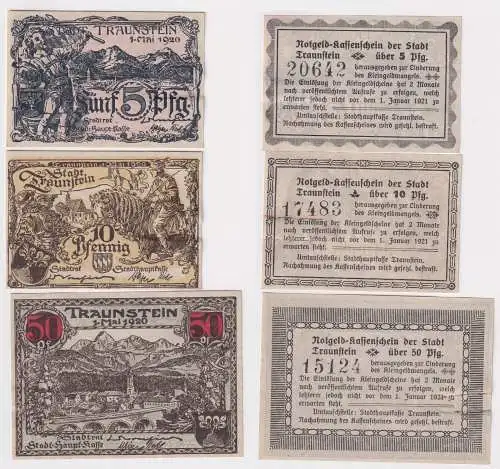 TRAUNSTEIN
1. Mai 1920
Fünf 5 Pfg
Stadtrat
Stadt-Haupt-Kasse
Notgeld-Kassenschein der Stadt
Traunstein über 5 Pfg.
20642 herausgegeben zur Linderung
des Kleingeldmangels.
Die Einlösung der Kleingeldscheine hat 2 Monate
nach veröffentlichtem Aufrufe zu erfolgen, welch
letzterer jedoch nicht vor dem 1. Januar 1921 zu
erwarten steht.
Umtauschstelle: Stadthauptkasse Traunstein.
Nachahmung des Kassenscheines wird gesetzl. bestraft.
Stadt
Traunstein
10
Pfennig
Stadtrat Stadthauptkasse
Notgeld-Kassenschein der Stadt
Traunstein über 10 Pfg.
17483 herausgegeben zur Linderung
des Kleingeldmangels.
Die Einlösung der Kleingeldscheine hat 2 Monate
nach veröffentlichtem Aufrufe zu erfolgen, welch
letzterer jedoch nicht vor dem 1. Januar 1921 zu
erwarten steht.
Umtauschstelle: Stadthauptkasse Traunstein.
Nachahmung des Kassenscheines wird gesetzl. bestraft.
50 TRAUNSTEIN 50
1. Mai 1920
Stadtrat
Stadt-Haupt-Kasse
Notgeld-Kassenschein der Stadt
Traunstein über 50 Pfg.
15124 herausgegeben zur Linderung
des Kleingeldmangels.
Die Einlösung der Kleingeldscheine hat 2 Monate
nach veröffentlichtem Aufrufe zu erfolgen, welch
letzterer jedoch nicht vor dem 1. Januar 1921 zu
erwarten steht.
Umtauschstelle: Stadthauptkasse Traunstein.
Nachahmung des Kassenscheines wird gesetzl. bestraft.